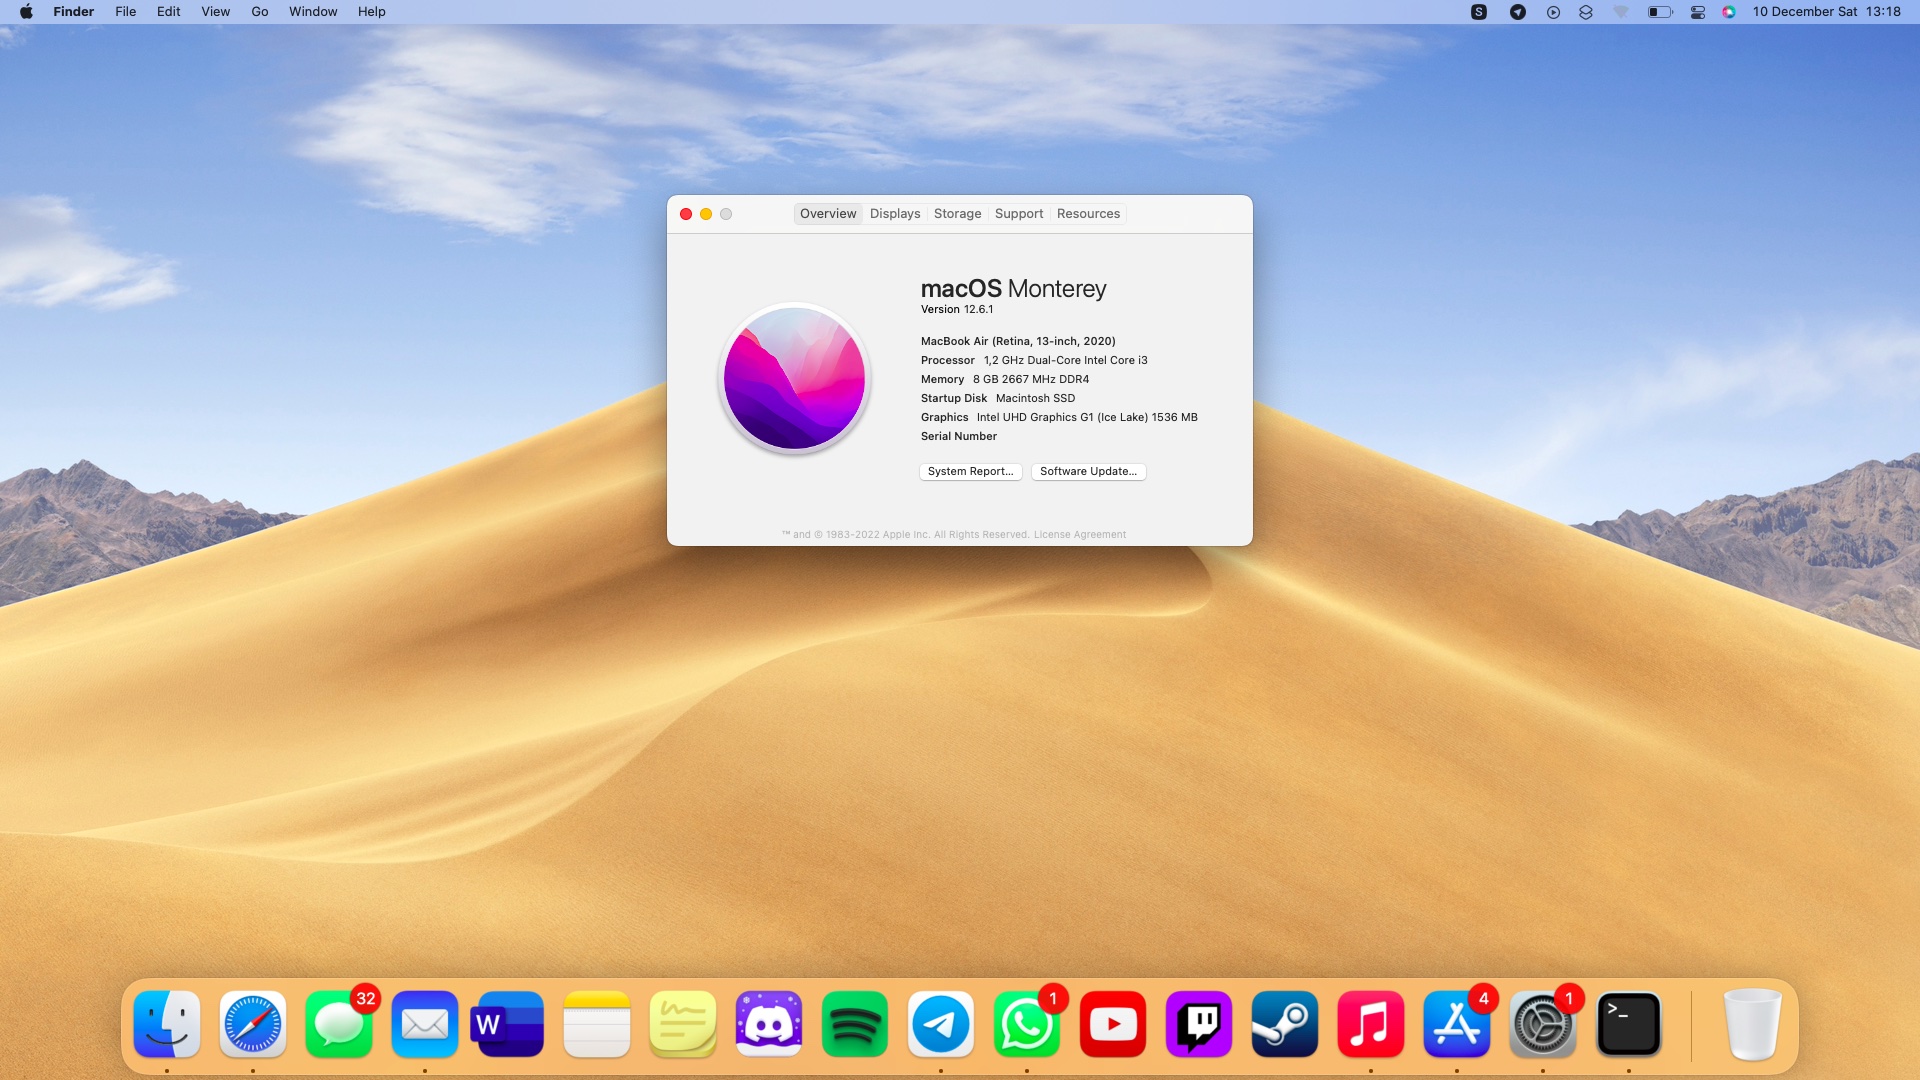 Finder File Edit View Go Window Help S 10 December Sat 13:18
Overview Displays Storage Support Resources
macOS Monterey
Version 12.6.1
MacBook Air (Retina, 13-inch, 2020)
Processor 1,2 GHz Dual-Core Intel Core i3
Memory 8 GB 2667 MHz DDR4
Startup Disk Macintosh SSD
Graphics Intel UHD Graphics G1 (Ice Lake) 1536 MB
Serial Number
System Report... Software Update...
™ and © 1983-2022 Apple Inc. All Rights Reserved. License Agreement
32 1 4 1
W >_